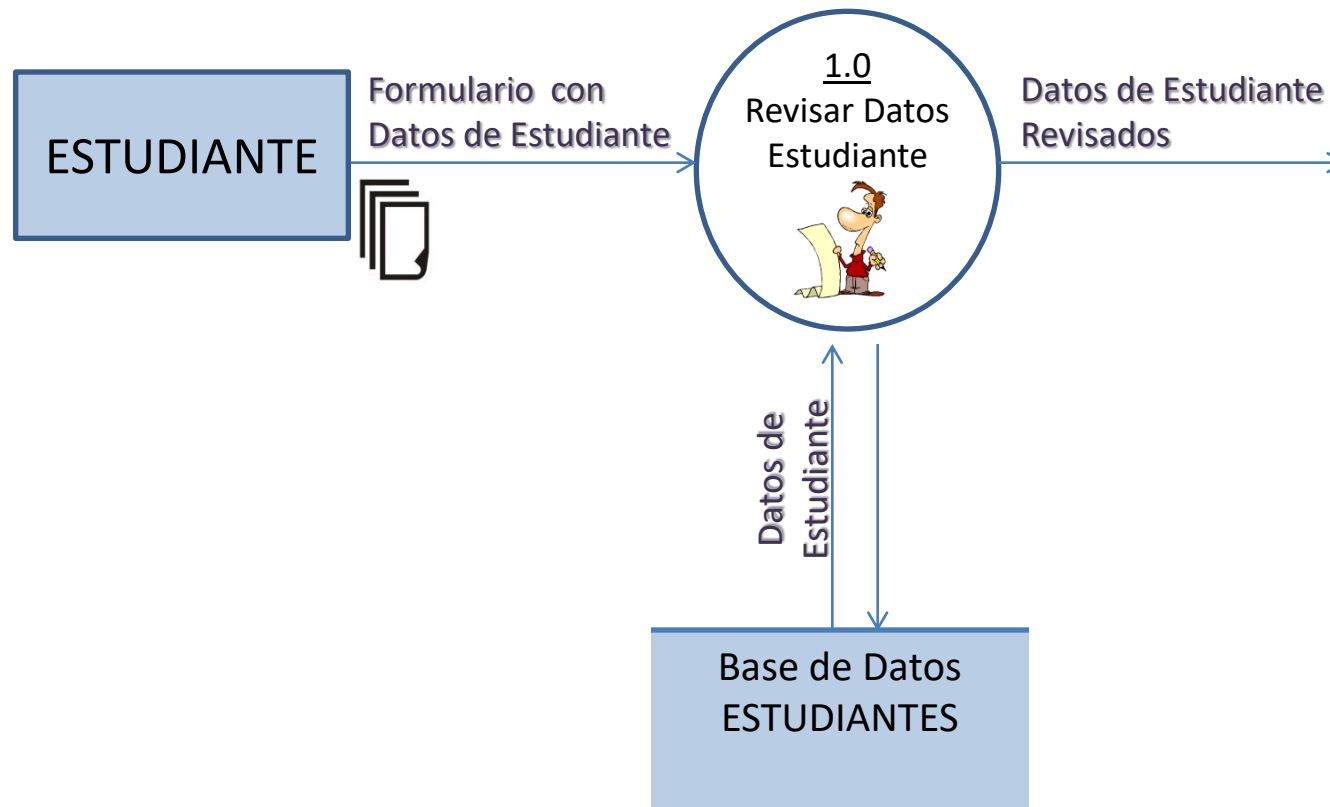 ESTUDIANTE
Formulario con
Datos de Estudiante
1.0
Revisar Datos
Estudiante
Datos de Estudiante
Revisados
Datos de
Estudiante
Base de Datos
ESTUDIANTES